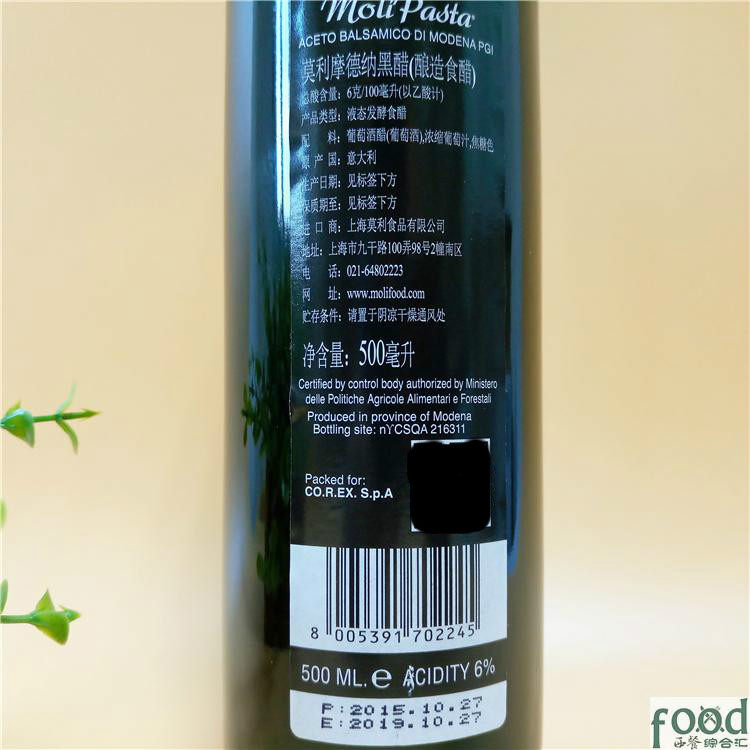 Moli Pasta
ACETO BALSAMICO DI MODENA PGI
莫利摩德纳黑醋(酿造食醋)
总酸含量: 6克/100毫升(以乙酸计)
产品类型: 液态发酵食醋
配 料: 葡萄酒醋(葡萄酒),浓缩葡萄汁,焦糖色
原 产 国: 意大利
生产日期: 见标签下方
保质期至: 见标签下方
进 口 商: 上海莫利食品有限公司
地址: 上海市九干路100弄98号2幢南区
电 话: 021-64802223
网 址: www.molifood.com
贮存条件: 请置于阴凉干燥通风处
净含量: 500毫升
Certified by control body authorized by Ministero
delle Politiche Agricole Alimentari e Forestali
Produced in province of Modena
Bottling site: n°CSQA 216311
Packed for:
CO.R.EX. S.p.A
8 005391 702245
500 ML. e ACIDITY 6%
P: 2015.10.27
E: 2019.10.27
food
西餐综合汇